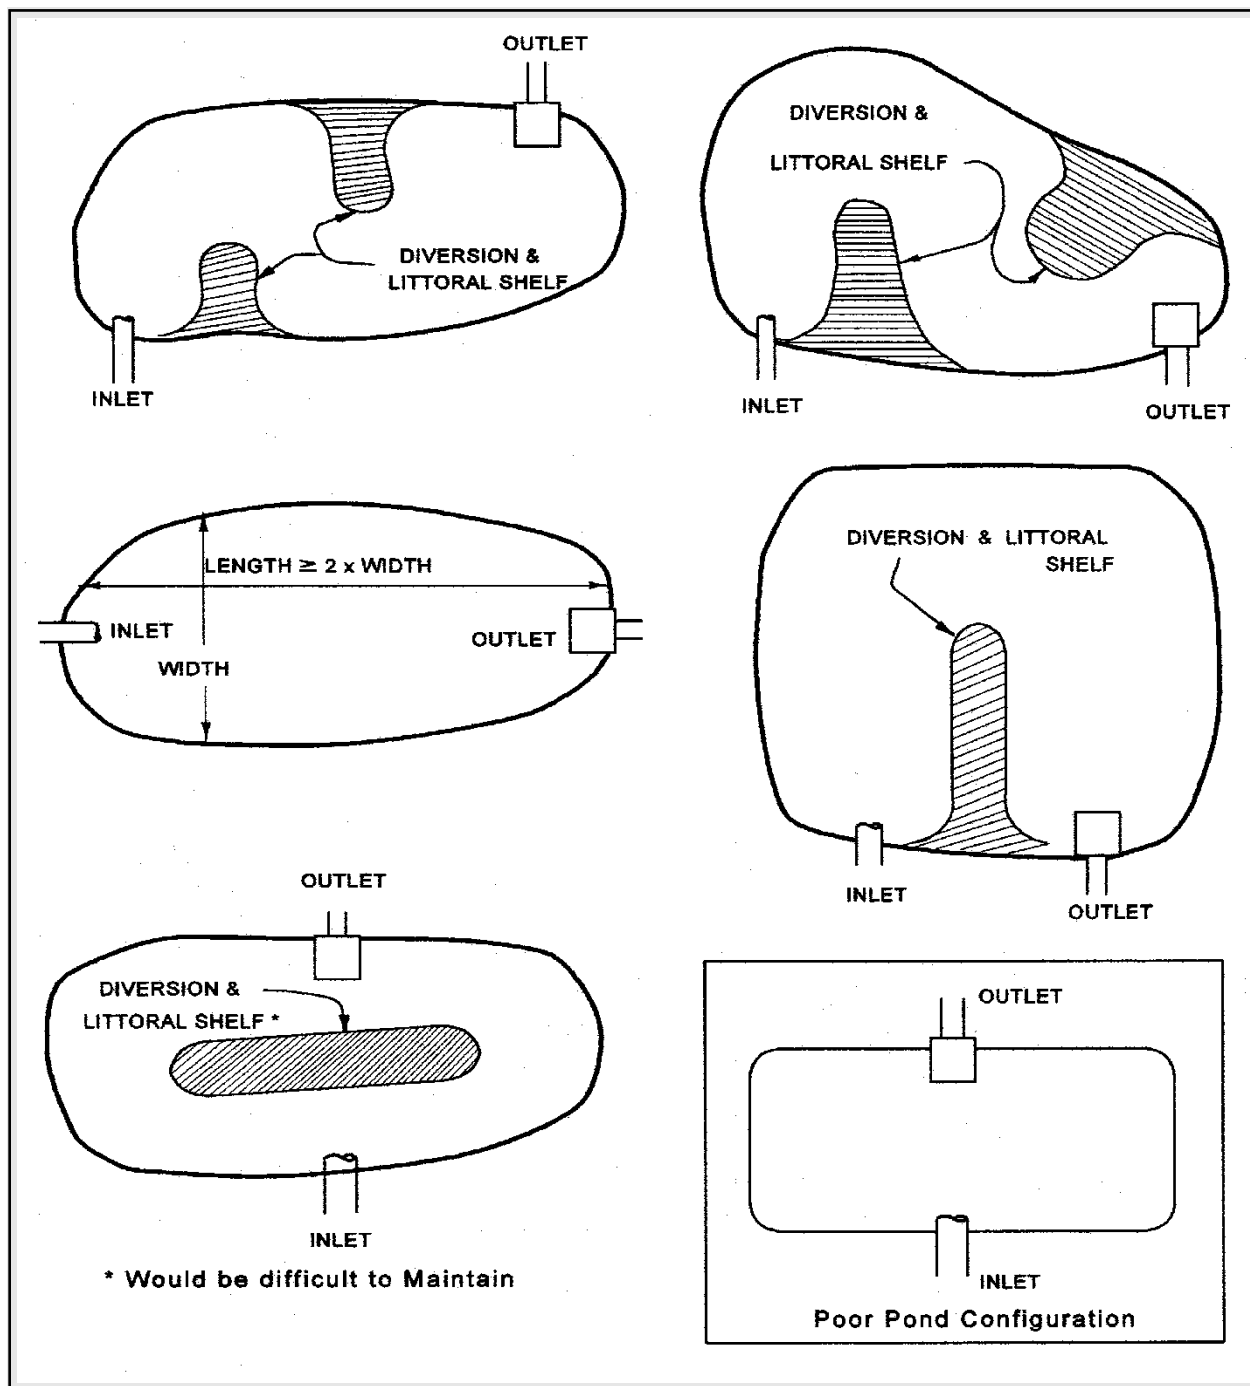 OUTLET
DIVERSION &
LITTORAL SHELF
INLET
DIVERSION &
LITTORAL SHELF
INLET
OUTLET
LENGTH ≥ 2 x WIDTH
INLET
OUTLET
WIDTH
DIVERSION & LITTORAL
SHELF
INLET
OUTLET
OUTLET
DIVERSION &
LITTORAL SHELF *
INLET
* Would be difficult to Maintain
OUTLET
INLET
Poor Pond Configuration